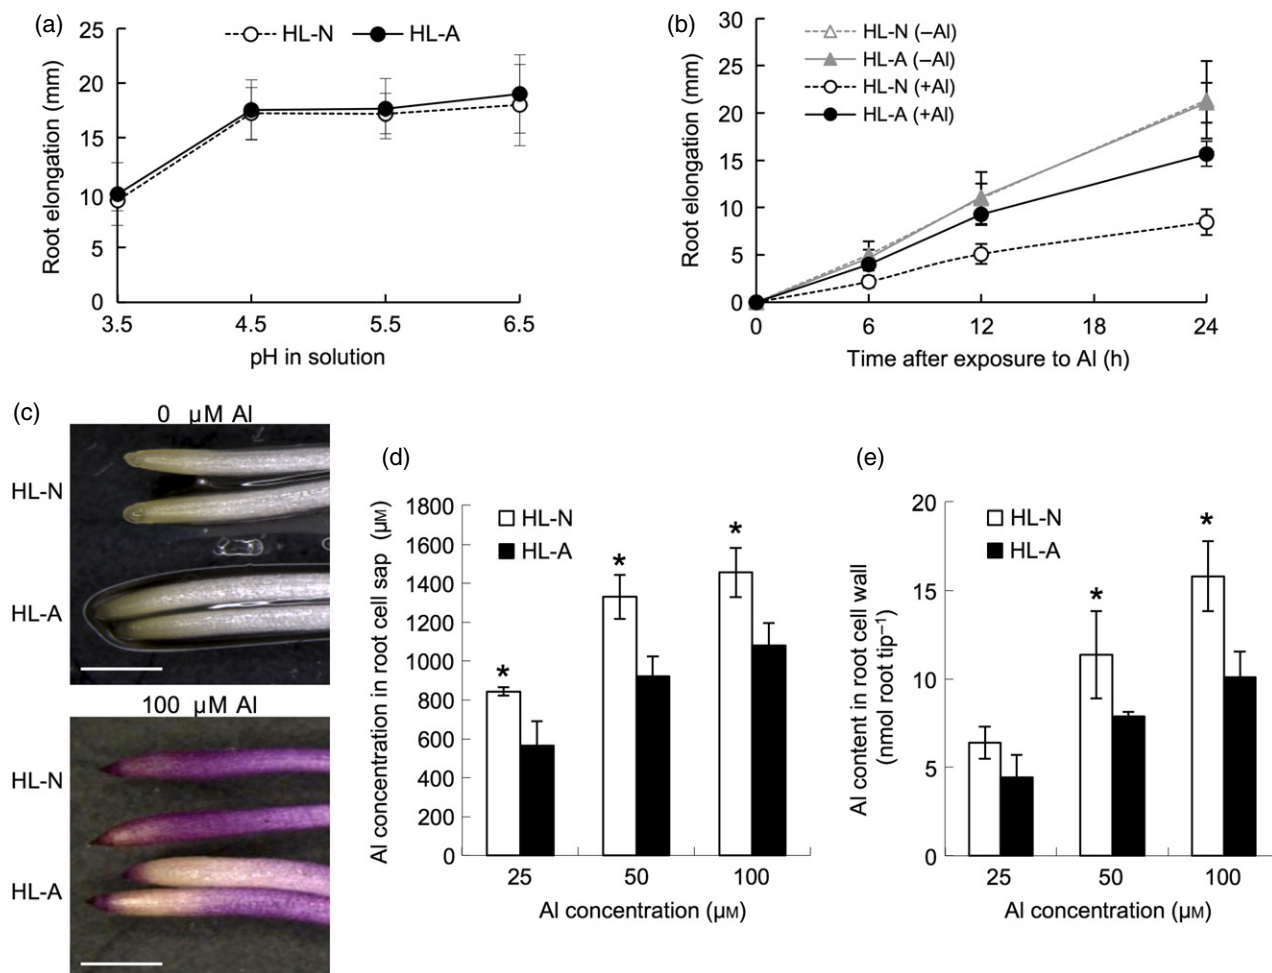 (a)
HL-N HL-A
Root elongation (mm)
25
20
15
10
5
0
3.5 4.5 5.5 6.5
pH in solution
(b)
HL-N (–Al)
HL-A (–Al)
HL-N (+Al)
HL-A (+Al)
Root elongation (mm)
30
25
20
15
10
5
0
0 6 12 18 24
Time after exposure to Al (h)
(c)
0 µM Al
HL-N
HL-A
100 µM Al
HL-N
HL-A
(d)
HL-N
HL-A
Al concentration in root cell sap (µM)
1800
1600
1400
1200
1000
800
600
400
200
0
* * *
25 50 100
Al concentration (µM)
(e)
HL-N
HL-A
Al content in root cell wall
(nmol root tip⁻¹)
20
15
10
5
0
* *
25 50 100
Al concentration (µM)